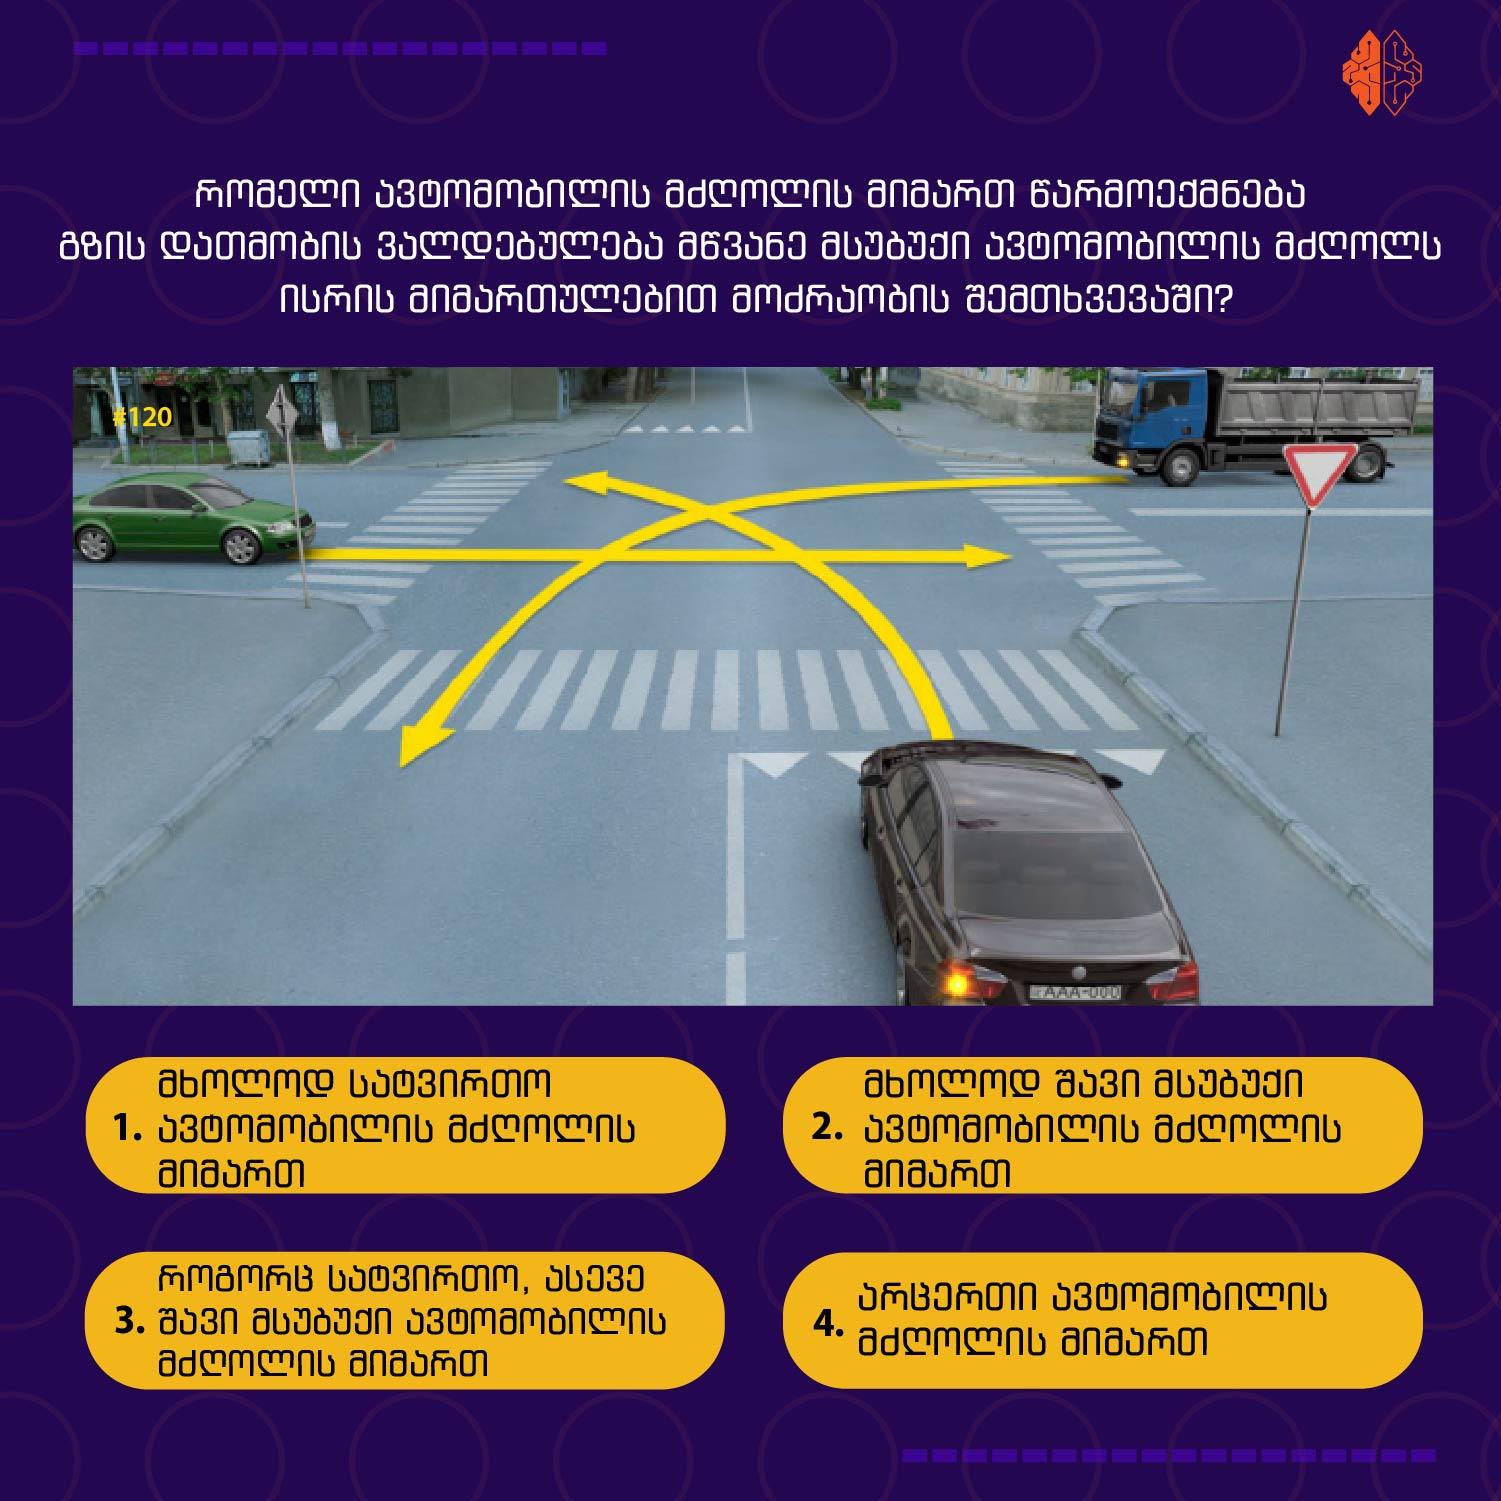 რომელი ავტომობილის მძღოლის მიმართ წარმოექმნება
გზის დათმობის ვალდებულება მწვანე მსუბუქი ავტომობილის მძღოლს
ისრის მიმართულებით მოძრაობის შემთხვევაში?
#120
AAA-000
1. მხოლოდ სატვირთო
ავტომობილის მძღოლის
მიმართ
2. მხოლოდ შავი მსუბუქი
ავტომობილის მძღოლის
მიმართ
3. როგორც სატვირთო, ასევე
შავი მსუბუქი ავტომობილის
მძღოლის მიმართ
4. არცერთი ავტომობილის
მძღოლის მიმართ